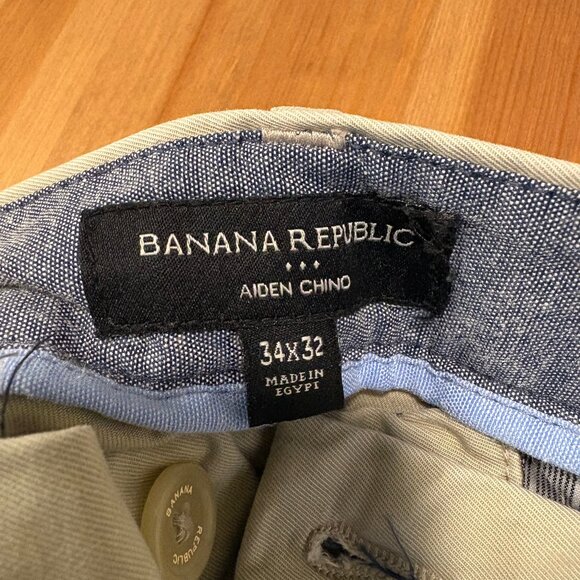 BANANA REPUBLIC
AIDEN CHINO
34X32
MADE IN
EGYPT
BANANA
REPUBLIC